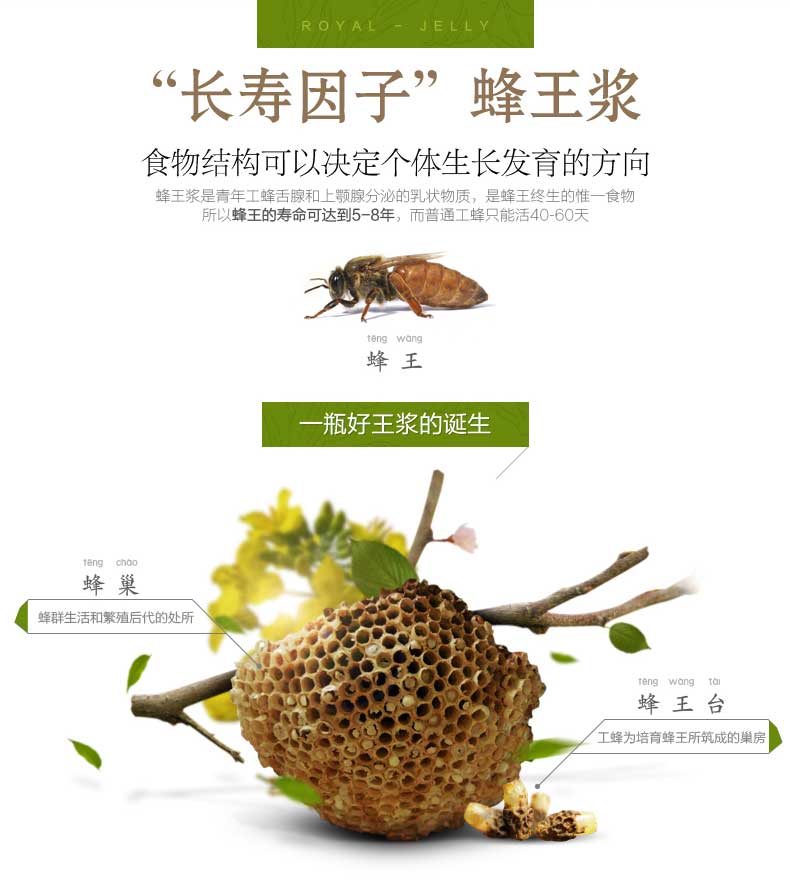 ROYAL - JELLY
“长寿因子”蜂王浆
食物结构可以决定个体生长发育的方向
蜂王浆是青年工蜂舌腺和上颚腺分泌的乳状物质，是蜂王终生的惟一食物
所以蜂王的寿命可达到5-8年，而普通工蜂只能活40-60天
fēng wáng
蜂 王
一瓶好王浆的诞生
fēng cháo
蜂 巢
蜂群生活和繁殖后代的处所
fēng wáng tái
蜂 王 台
工蜂为培育蜂王所筑成的巢房